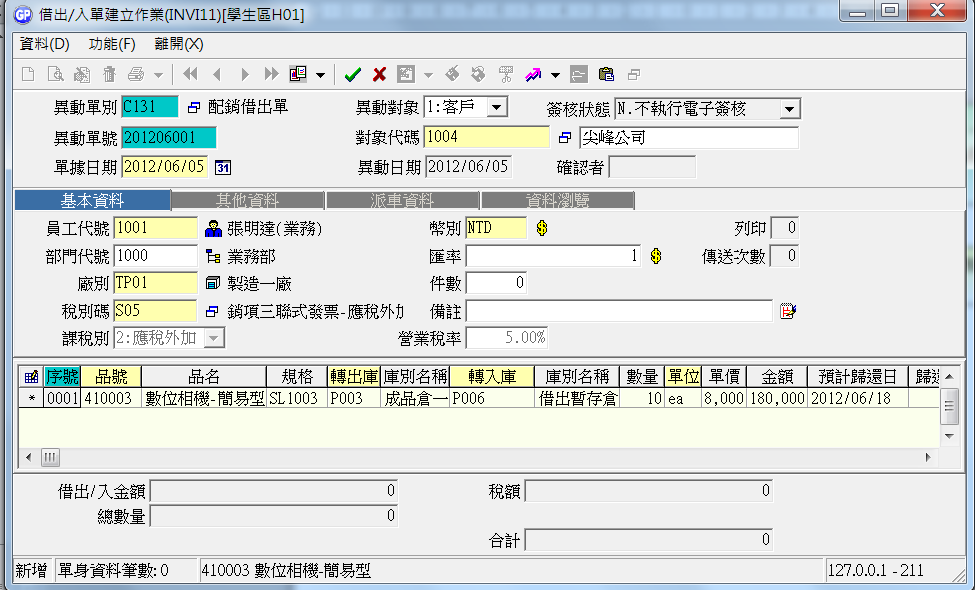 GP 借出/入單建立作業(INVI11)[學生區H01]
資料(D) 功能(F) 離開(X)
異動單別 C131 配銷借出單 異動對象 1:客戶 簽核狀態 N.不執行電子簽核
異動單號 201206001 對象代碼 1004 尖峰公司
單據日期 2012/06/05 31 異動日期 2012/06/05 確認者
基本資料 其他資料 派車資料 資料瀏覽
員工代號 1001 張明達(業務) 幣別 NTD 列印 0
部門代號 1000 業務部 匯率 1 傳送次數 0
廠別 TP01 製造一廠 件數 0
稅別碼 S05 銷項三聯式發票-應稅外加 備註
課稅別 2:應稅外加 營業稅率 5.00%
序號 品號 品名 規格 轉出庫 庫別名稱 轉入庫 庫別名稱 數量 單位 單價 金額 預計歸還日
* 0001 410003 數位相機-簡易型 SL1003 P003 成品倉一 P006 借出暫存倉 10 ea 8,000 180,000 2012/06/18
借出/入金額 0 稅額 0
總數量 0
合計 0
新增 單身資料筆數: 0 410003 數位相機-簡易型 127.0.0.1 - 211